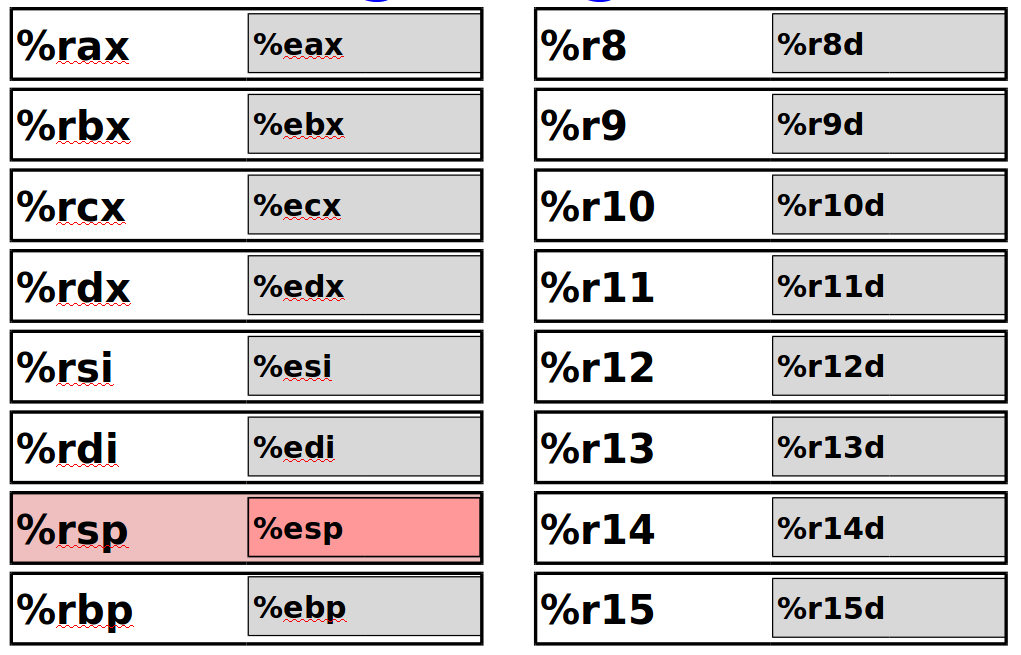 %rax %eax %r8 %r8d
%rbx %ebx %r9 %r9d
%rcx %ecx %r10 %r10d
%rdx %edx %r11 %r11d
%rsi %esi %r12 %r12d
%rdi %edi %r13 %r13d
%rsp %esp %r14 %r14d
%rbp %ebp %r15 %r15d